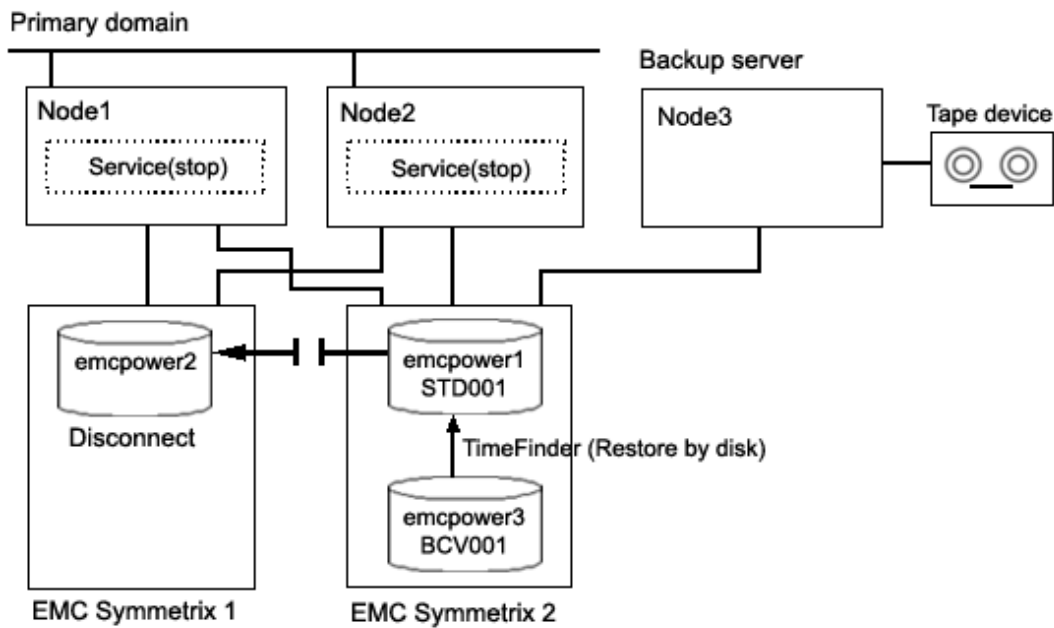 Primary domain
Backup server
Node1
Node2
Node3
Tape device
Service(stop)
Service(stop)
emcpower2
emcpower1
STD001
Disconnect
TimeFinder (Restore by disk)
emcpower3
BCV001
EMC Symmetrix 1
EMC Symmetrix 2